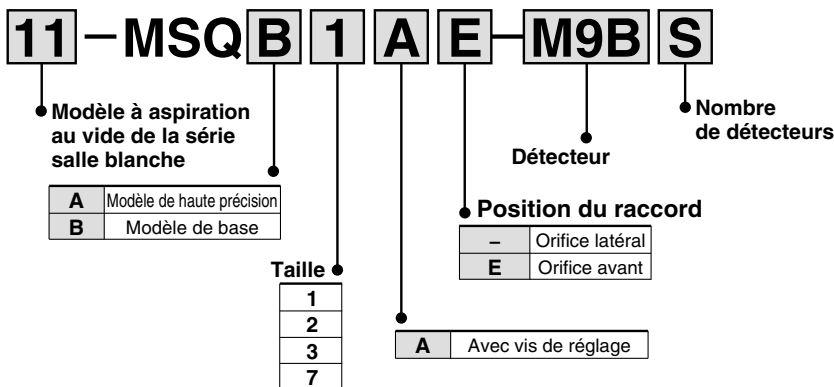 11－MSQ B 1 A E－M9B S
Modèle à aspiration
au vide de la série
salle blanche
Nombre
de détecteurs
Détecteur
A Modèle de haute précision
B Modèle de base
Position du raccord
– Orifice latéral
E Orifice avant
Taille
1
2
3
7
A Avec vis de réglage